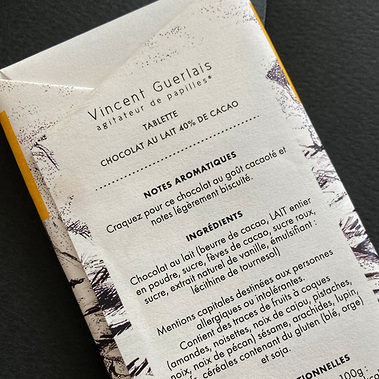 Vincent Guerlais
agitateur de papilles*
TABLETTE
CHOCOLAT AU LAIT 40% DE CACAO
NOTES AROMATIQUES
Craquez pour ce chocolat au goût cacaoté et
notes légèrement biscuité.
INGRÉDIENTS
Chocolat au lait (beurre de cacao, LAIT entier
en poudre, sucre, fèves de cacao, sucre roux,
sucre, extrait naturel de vanille, émulsifiant :
lécithine de tournesol)
Mentions capitales destinées aux personnes
allergiques ou intolérantes.
Contient des traces de fruits à coques
(amandes, noisettes, noix de cajou, pistaches,
noix, noix de pécan) sésame, arachides, lupin,
céréales contenant du gluten (blé, orge)
et soja.
100g :